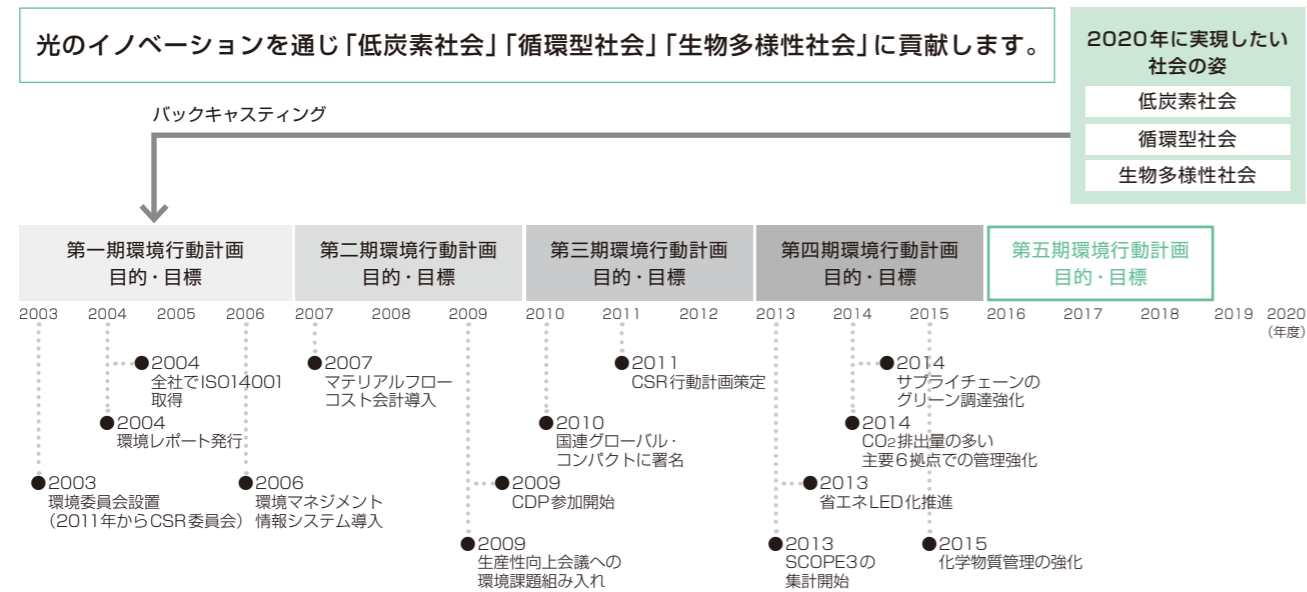 光のイノベーションを通じ「低炭素社会」「循環型社会」「生物多様性社会」に貢献します。
2020年に実現したい
社会の姿
低炭素社会
循環型社会
生物多様性社会
バックキャスティング
第一期環境行動計画
目的・目標
第二期環境行動計画
目的・目標
第三期環境行動計画
目的・目標
第四期環境行動計画
目的・目標
第五期環境行動計画
目的・目標
2003 2004 2005 2006 2007 2008 2009 2010 2011 2012 2013 2014 2015 2016 2017 2018 2019 2020
(年度)
●2004
全社でISO14001
取得
●2004
環境レポート発行
●2003
環境委員会設置
(2011年からCSR委員会)
●2006
環境マネジメント
情報システム導入
●2007
マテリアルフロー
コスト会計導入
●2009
CDP参加開始
●2009
生産性向上会議への
環境課題組み入れ
●2011
CSR行動計画策定
●2010
国連グローバル・
コンパクトに署名
●2014
サプライチェーンの
グリーン調達強化
●2014
CO2排出量の多い
主要6拠点での管理強化
●2013
省エネLED化推進
●2013
SCOPE3の
集計開始
●2015
化学物質管理の強化